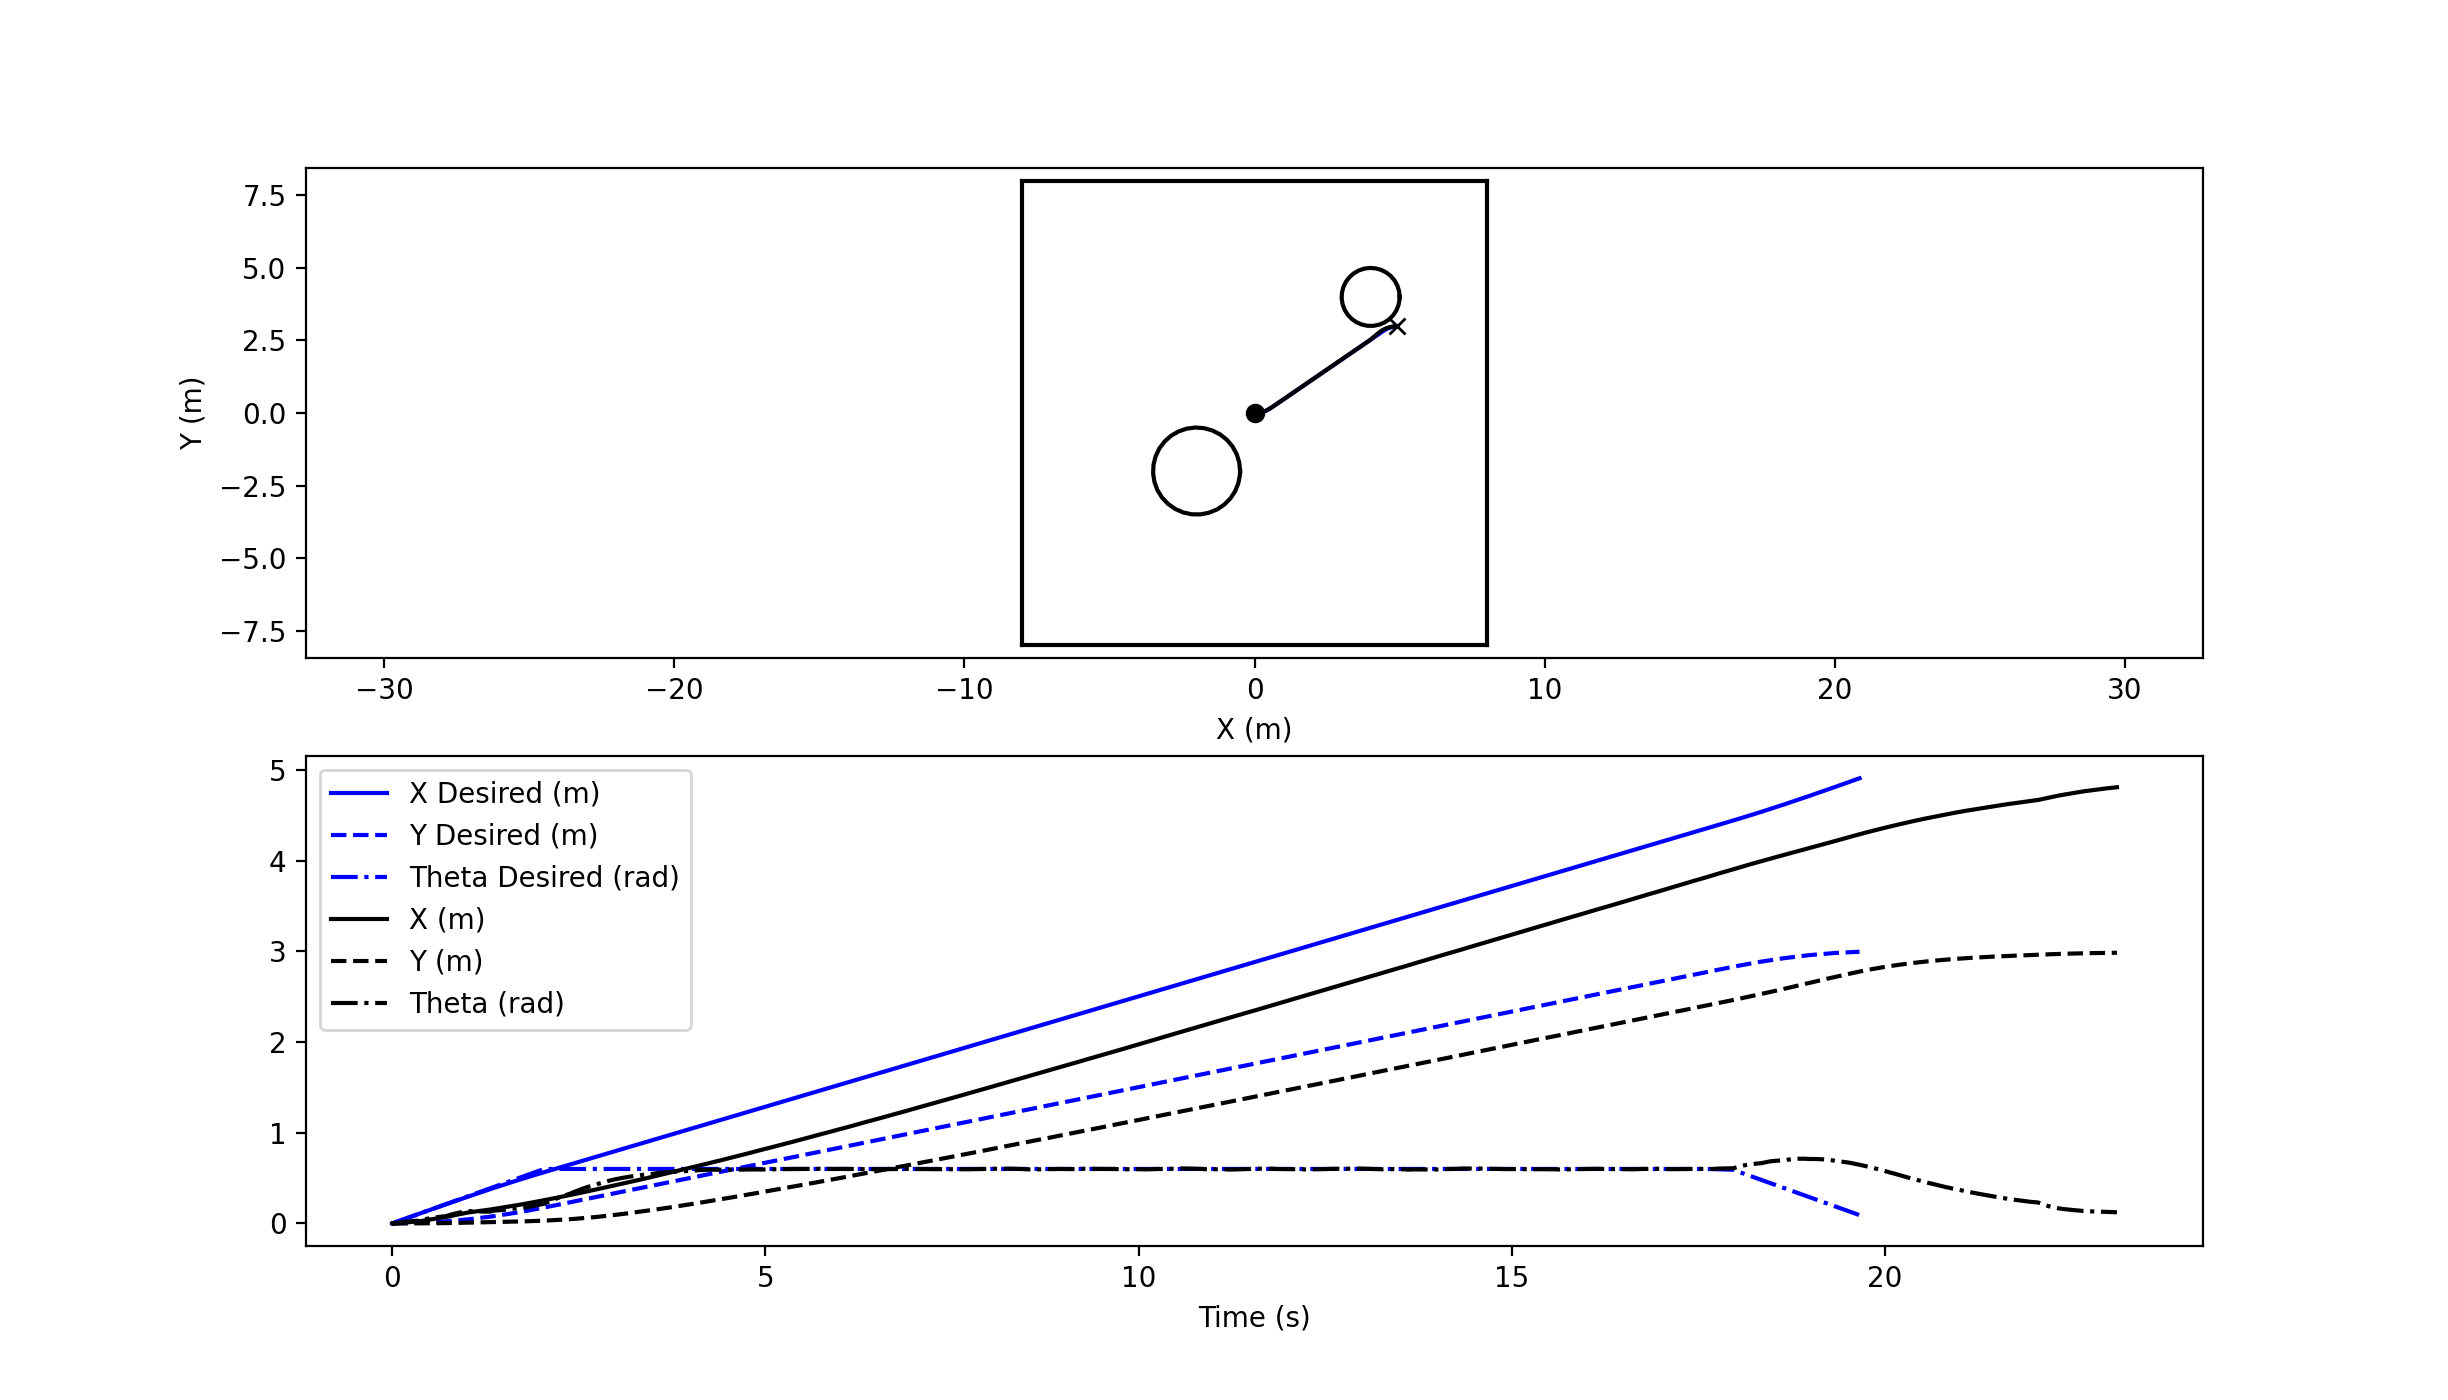 7.5
5.0
2.5
0.0
−2.5
−5.0
−7.5
Y (m)
−30 −20 −10 0 10 20 30
X (m)
5
4
3
2
1
0
X Desired (m)
Y Desired (m)
Theta Desired (rad)
X (m)
Y (m)
Theta (rad)
0 5 10 15 20
Time (s)